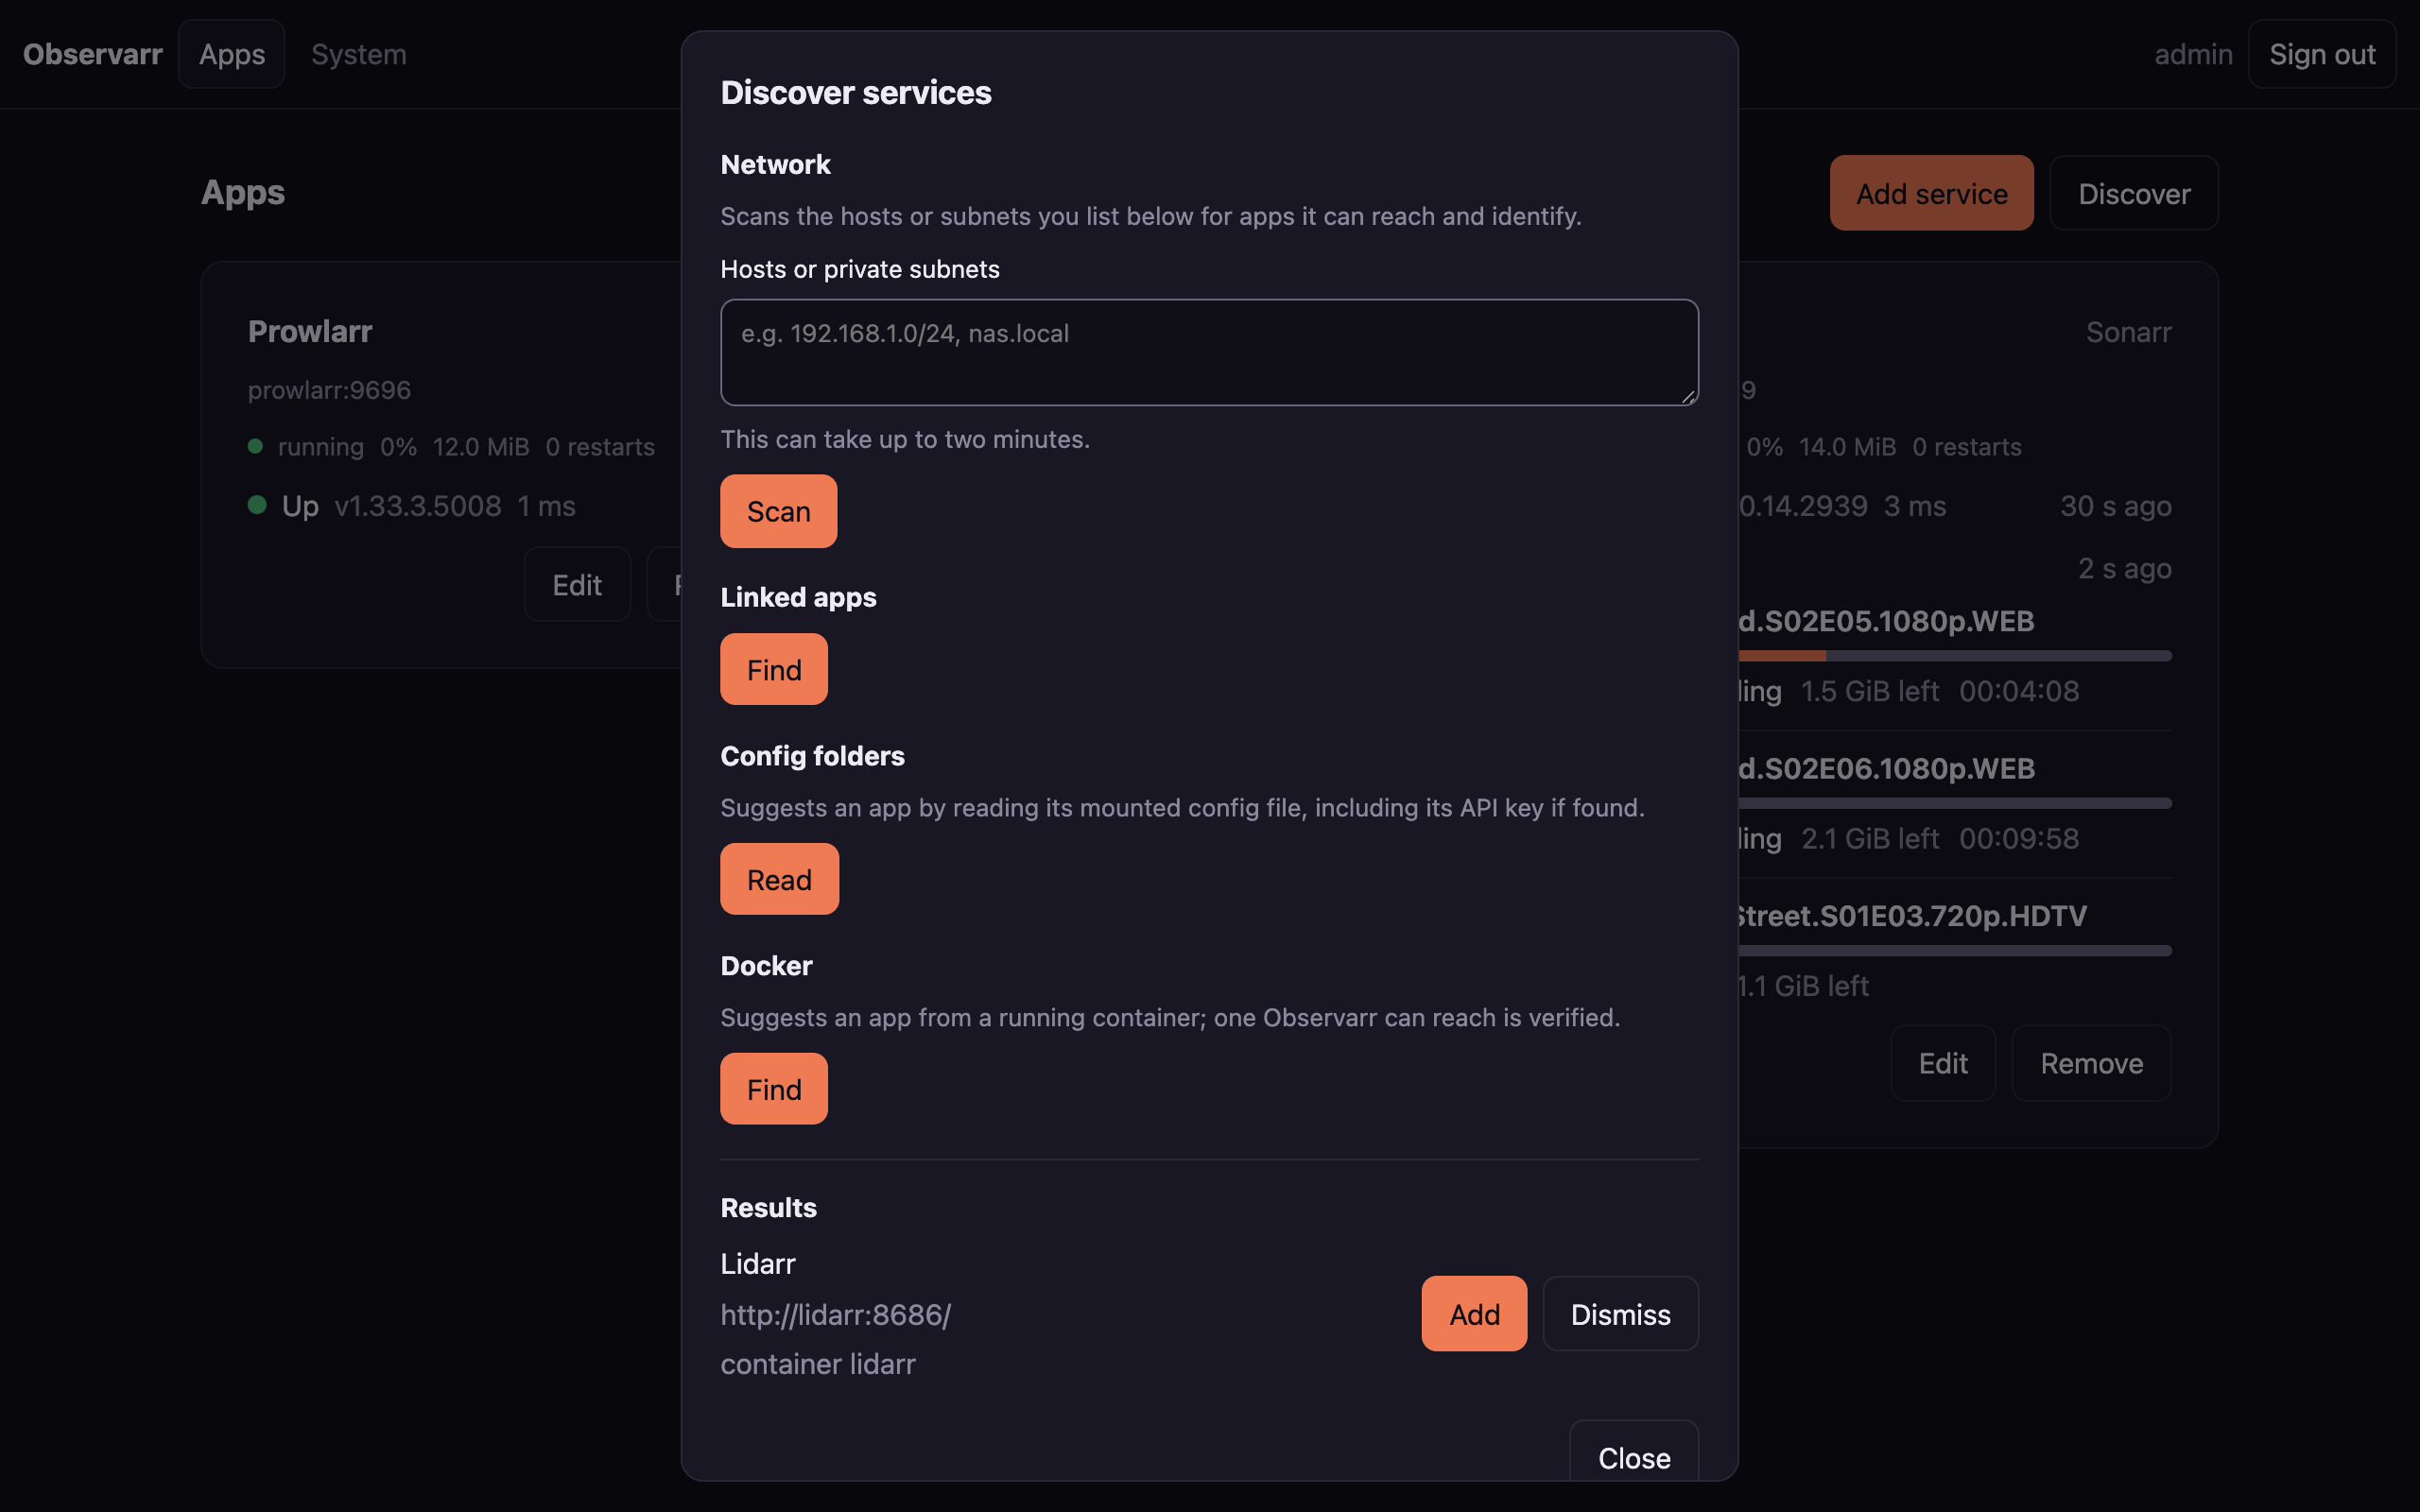 Observarr Apps System admin Sign out
Apps Add service Discover
Prowlarr
prowlarr:9696
running 0% 12.0 MiB 0 restarts
Up v1.33.3.5008 1 ms
Edit
Discover services
Network
Scans the hosts or subnets you list below for apps it can reach and identify.
Hosts or private subnets
e.g. 192.168.1.0/24, nas.local
This can take up to two minutes.
Scan
Linked apps
Find
Config folders
Suggests an app by reading its mounted config file, including its API key if found.
Read
Docker
Suggests an app from a running container; one Observarr can reach is verified.
Find
Results
Lidarr
http://lidarr:8686/
container lidarr
Add Dismiss
Close
Sonarr
9
0% 14.0 MiB 0 restarts
0.14.2939 3 ms 30 s ago
2 s ago
d.S02E05.1080p.WEB
ling 1.5 GiB left 00:04:08
d.S02E06.1080p.WEB
ling 2.1 GiB left 00:09:58
Street.S01E03.720p.HDTV
1.1 GiB left
Edit Remove